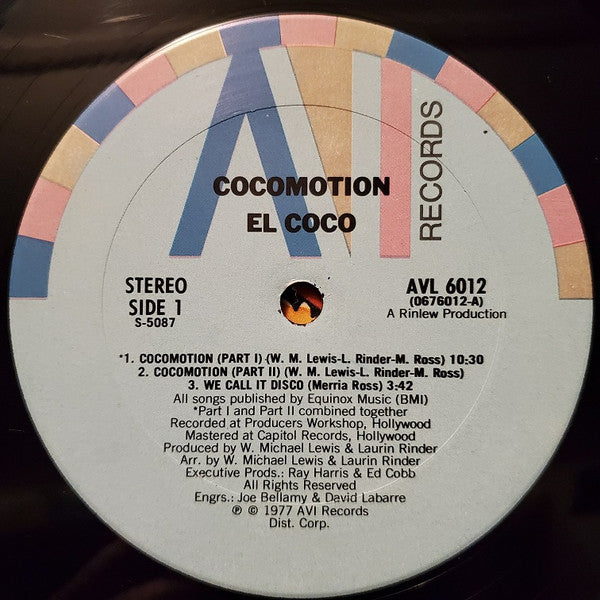 AVI
RECORDS
COCOMOTION
EL COCO
STEREO
SIDE 1
S-5087
AVL 6012
(0676012-A)
A Rinlew Production
*1. COCOMOTION (PART I) (W. M. Lewis-L. Rinder-M. Ross) 10:30
2. COCOMOTION (PART II) (W. M. Lewis-L. Rinder-M. Ross)
3. WE CALL IT DISCO (Merria Ross) 3:42
All songs published by Equinox Music (BMI)
*Part I and Part II combined together
Recorded at Producers Workshop, Hollywood
Mastered at Capitol Records, Hollywood
Produced by W. Michael Lewis & Laurin Rinder
Arr. by W. Michael Lewis & Laurin Rinder
Executive Prods.: Ray Harris & Ed Cobb
All Rights Reserved
Engrs.: Joe Bellamy & David Labarre
℗ © 1977 AVI Records
Dist. Corp.